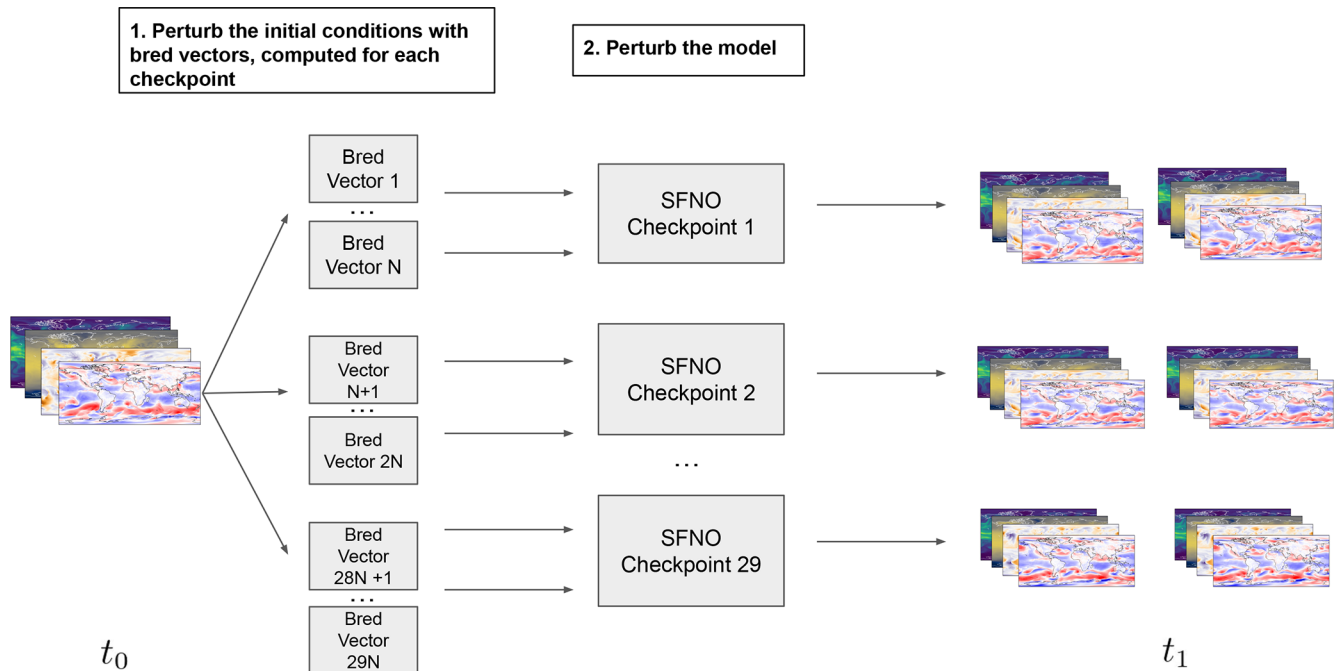 1. Perturb the initial conditions with
bred vectors, computed for each
checkpoint
2. Perturb the model
Bred
Vector 1
...
Bred
Vector N
SFNO
Checkpoint 1
Bred
Vector
N+1
...
Bred
Vector 2N
SFNO
Checkpoint 2
...
Bred
Vector
28N +1
...
Bred
Vector
29N
SFNO
Checkpoint 29
t₀
t₁